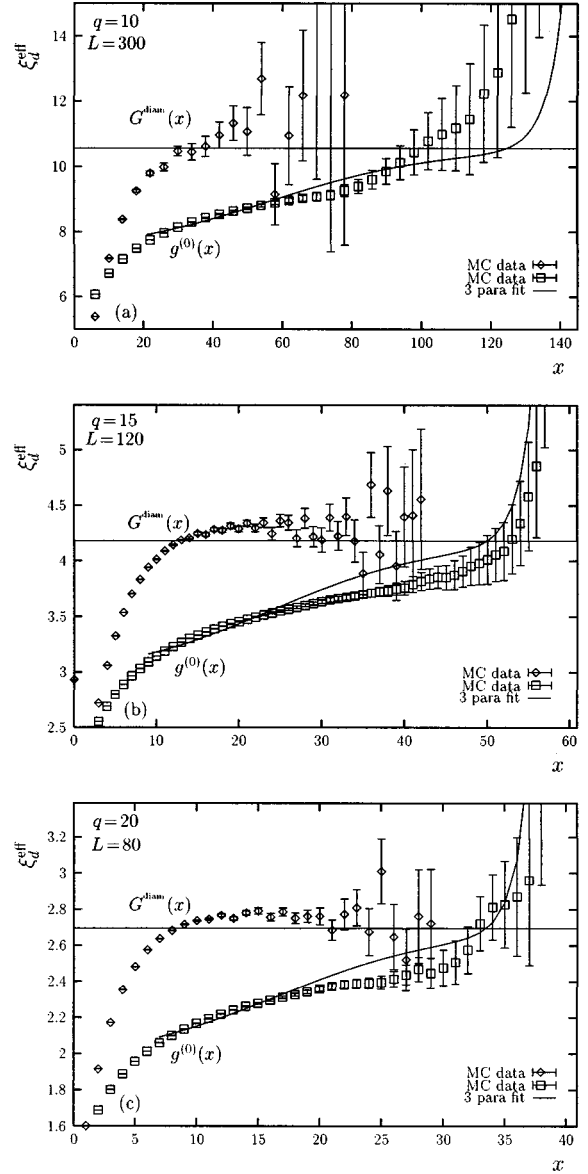 q = 10
L = 300
ξ_d^eff
G^diam(x)
g^(0)(x)
MC data
MC data
3 para fit
(a)
14
12
10
8
6
0 20 40 60 80 100 120 140
x
q = 15
L = 120
ξ_d^eff
G^diam(x)
g^(0)(x)
MC data
MC data
3 para fit
(b)
5
4.5
4
3.5
3
2.5
0 10 20 30 40 50 60
x
q = 20
L = 80
ξ_d^eff
G^diam(x)
g^(0)(x)
MC data
MC data
3 para fit
(c)
3.2
3
2.8
2.6
2.4
2.2
2
1.8
1.6
0 5 10 15 20 25 30 35 40
x